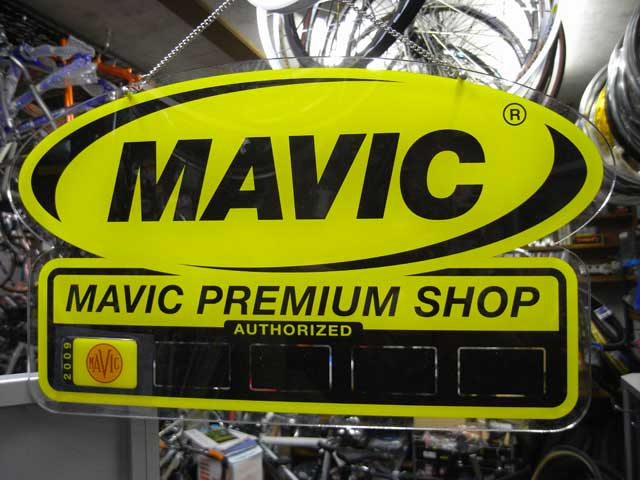 MAVIC ®
MAVIC PREMIUM SHOP
AUTHORIZED
2009
MAVIC